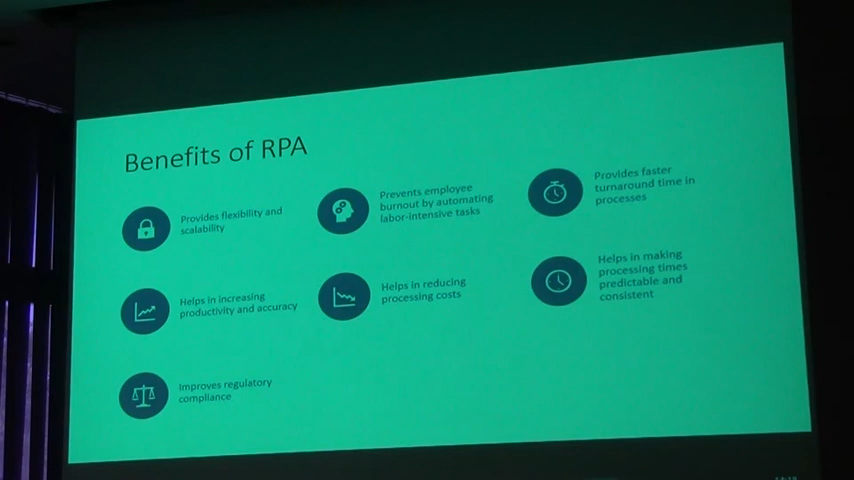 Benefits of RPA
Provides flexibility and
scalability
Prevents employee
burnout by automating
labor-intensive tasks
Provides faster
turnaround time in
processes
Helps in increasing
productivity and accuracy
Helps in reducing
processing costs
Helps in making
processing times
predictable and
consistent
Improves regulatory
compliance